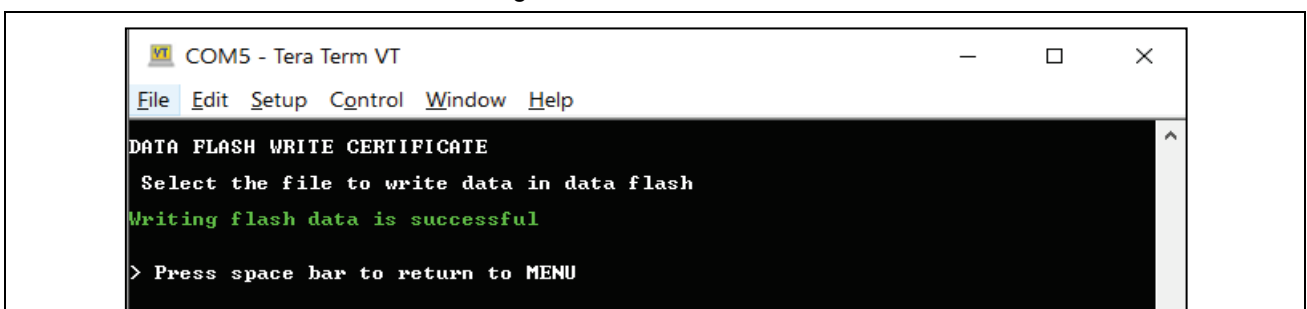 COM5 - Tera Term VT
File Edit Setup Control Window Help
DATA FLASH WRITE CERTIFICATE
Select the file to write data in data flash
Writing flash data is successful
> Press space bar to return to MENU